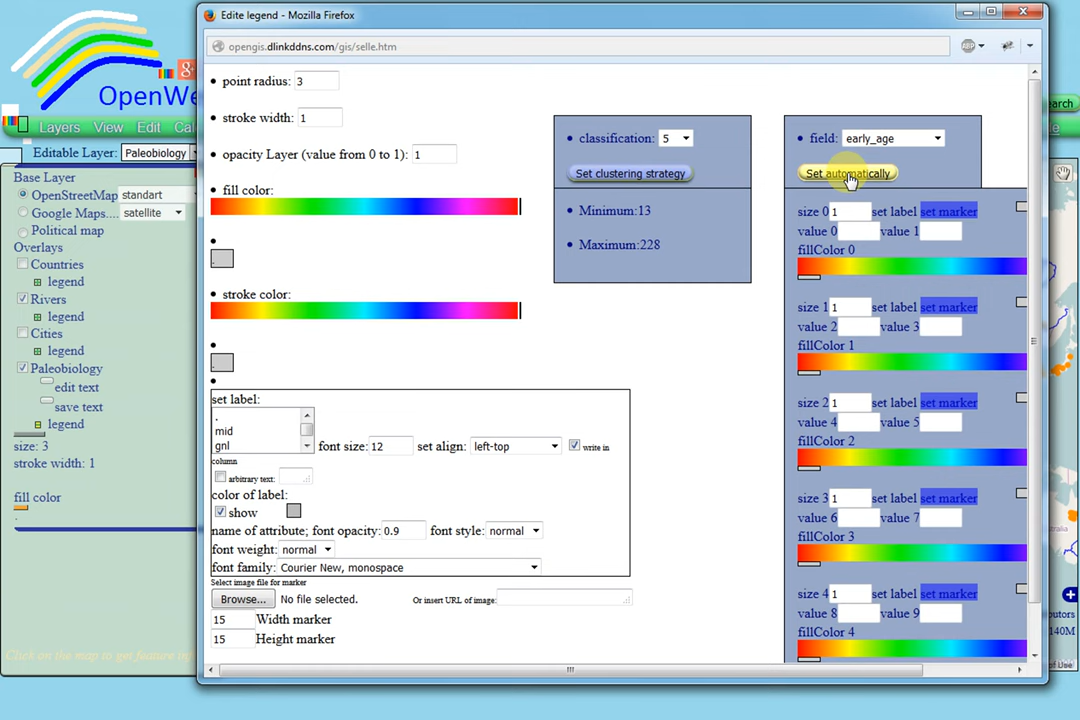 Edite legend - Mozilla Firefox
opengis.dlinkddns.com/gis/selle.htm
OpenWe
Layers View Edit
Editable Layer: Paleobiology
Base Layer
OpenStreetMap standart
Google Maps.... satellite
Political map
Overlays
Countries
legend
Rivers
legend
Cities
legend
Paleobiology
edit text
save text
legend
size: 3
stroke width: 1
fill color
point radius: 3
stroke width: 1
opacity Layer (value from 0 to 1): 1
fill color:
stroke color:
set label:
mid
gnl
font size: 12 set align: left-top write in
column
arbitrary text:
color of label:
show
name of attribute; font opacity: 0.9 font style: normal
font weight: normal
font family: Courier New, monospace
Select image file for marker
Browse... No file selected. Or insert URL of image:
15 Width marker
15 Height marker
classification: 5
Set clustering strategy
Minimum:13
Maximum:228
field: early_age
Set automatically
size 0 1 set label set marker
value 0 value 1
fillColor 0
size 1 1 set label set marker
value 2 value 3
fillColor 1
size 2 1 set label set marker
value 4 value 5
fillColor 2
size 3 1 set label set marker
value 6 value 7
fillColor 3
size 4 1 set label set marker
value 8 value 9
fillColor 4
140M